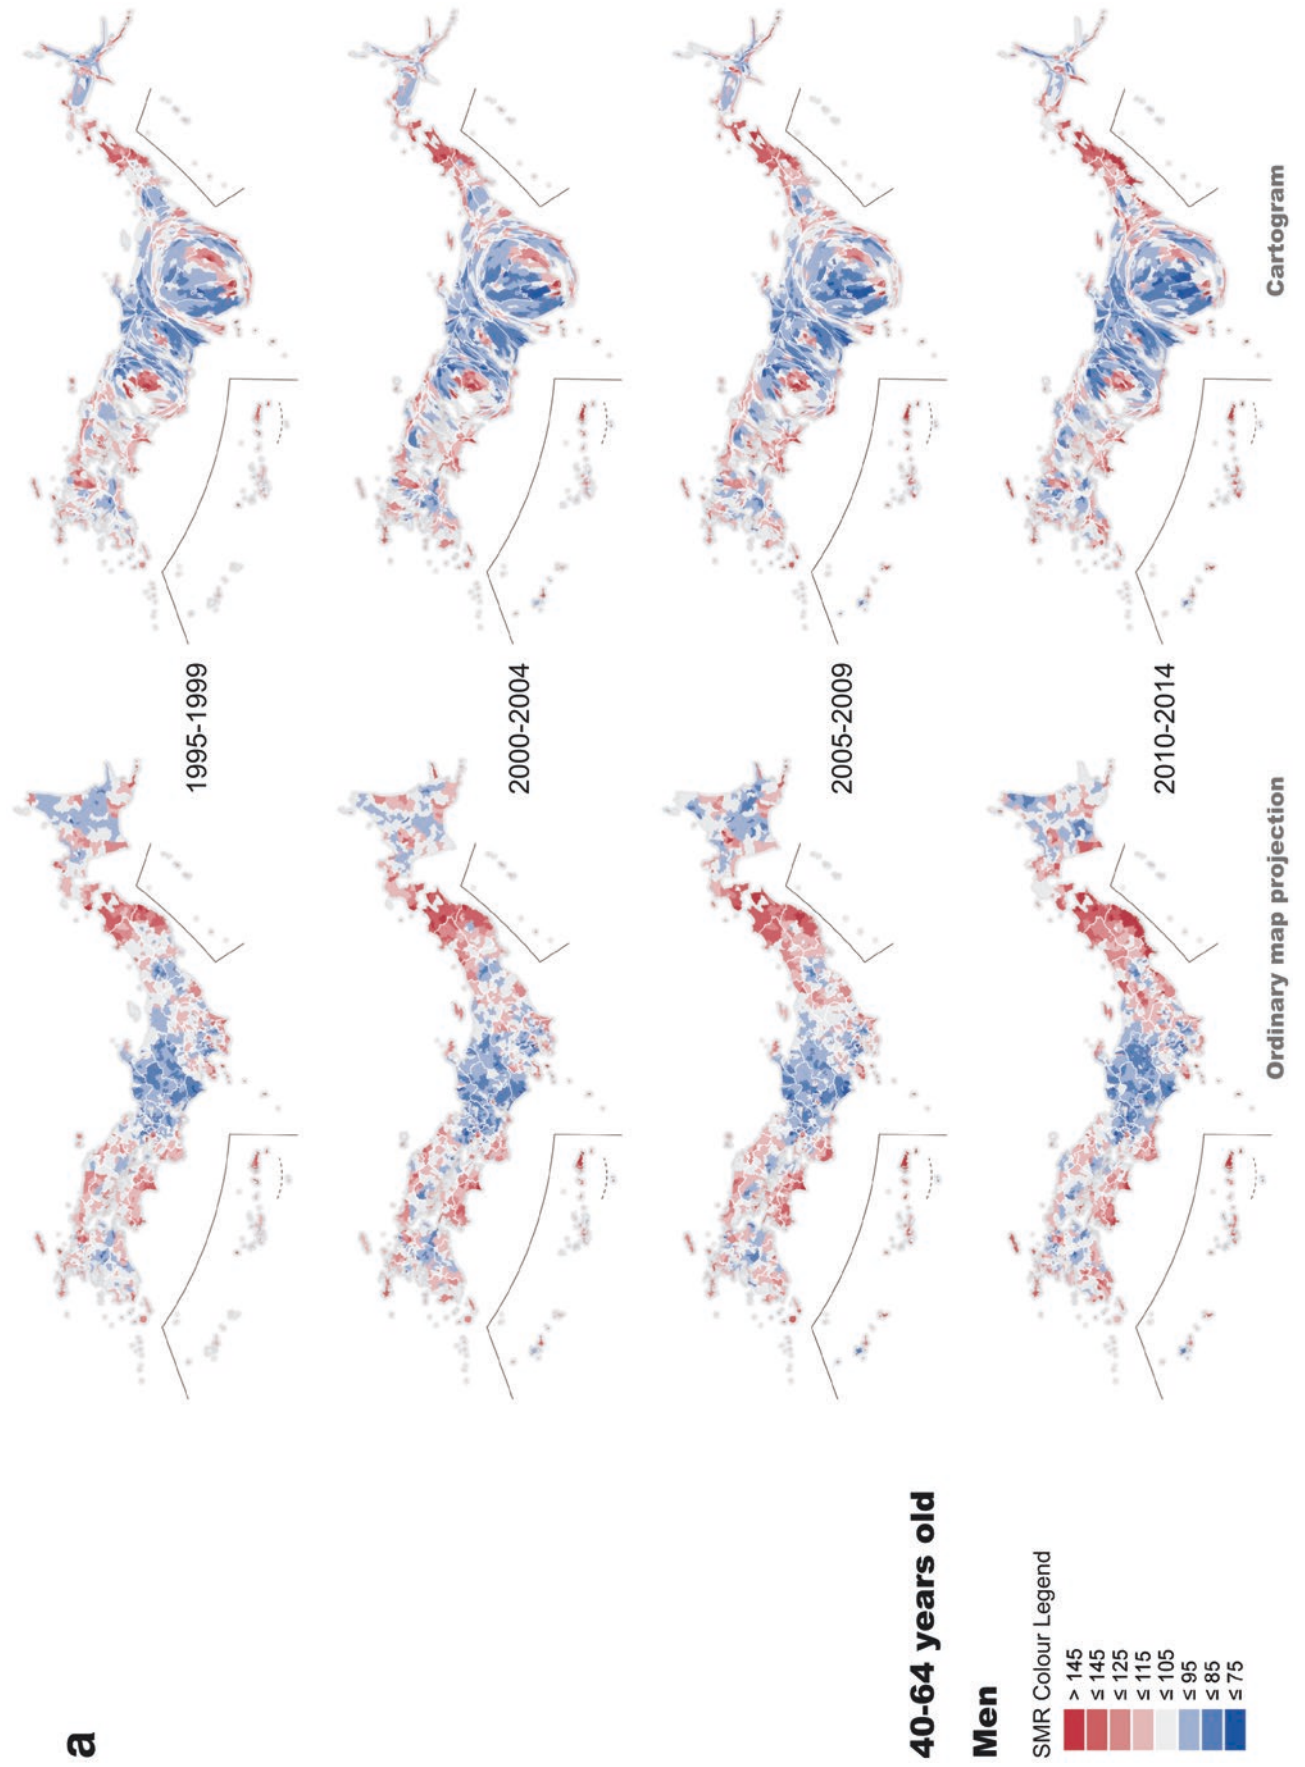 a
1995-1999
2000-2004
2005-2009
2010-2014
Ordinary map projection
Cartogram
40-64 years old
Men
SMR Colour Legend
> 145
≤ 145
≤ 125
≤ 115
≤ 105
≤ 95
≤ 85
≤ 75